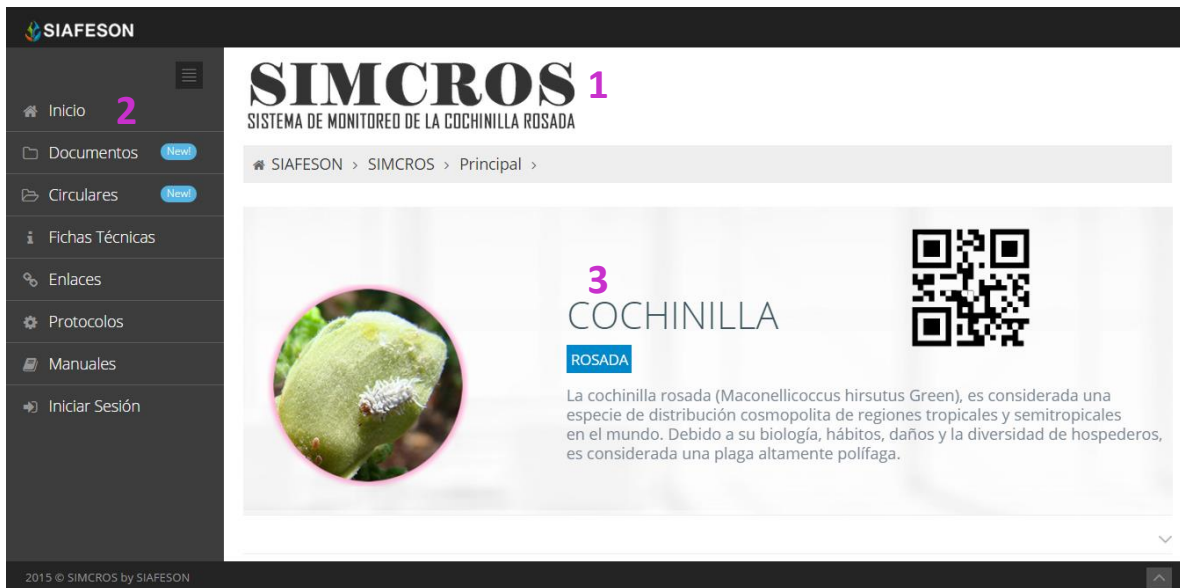 SIAFESON
SIMCROS 1
SISTEMA DE MONITOREO DE LA COCHINILLA ROSADA
Inicio 2
Documentos New!
Circulares New!
Fichas Técnicas
Enlaces
Protocolos
Manuales
Iniciar Sesión
SIAFESON > SIMCROS > Principal >
3
COCHINILLA
ROSADA
La cochinilla rosada (Maconellicoccus hirsutus Green), es considerada una
especie de distribución cosmopolita de regiones tropicales y semitropicales
en el mundo. Debido a su biología, hábitos, daños y la diversidad de hospederos,
es considerada una plaga altamente polífaga.
2015 © SIMCROS by SIAFESON